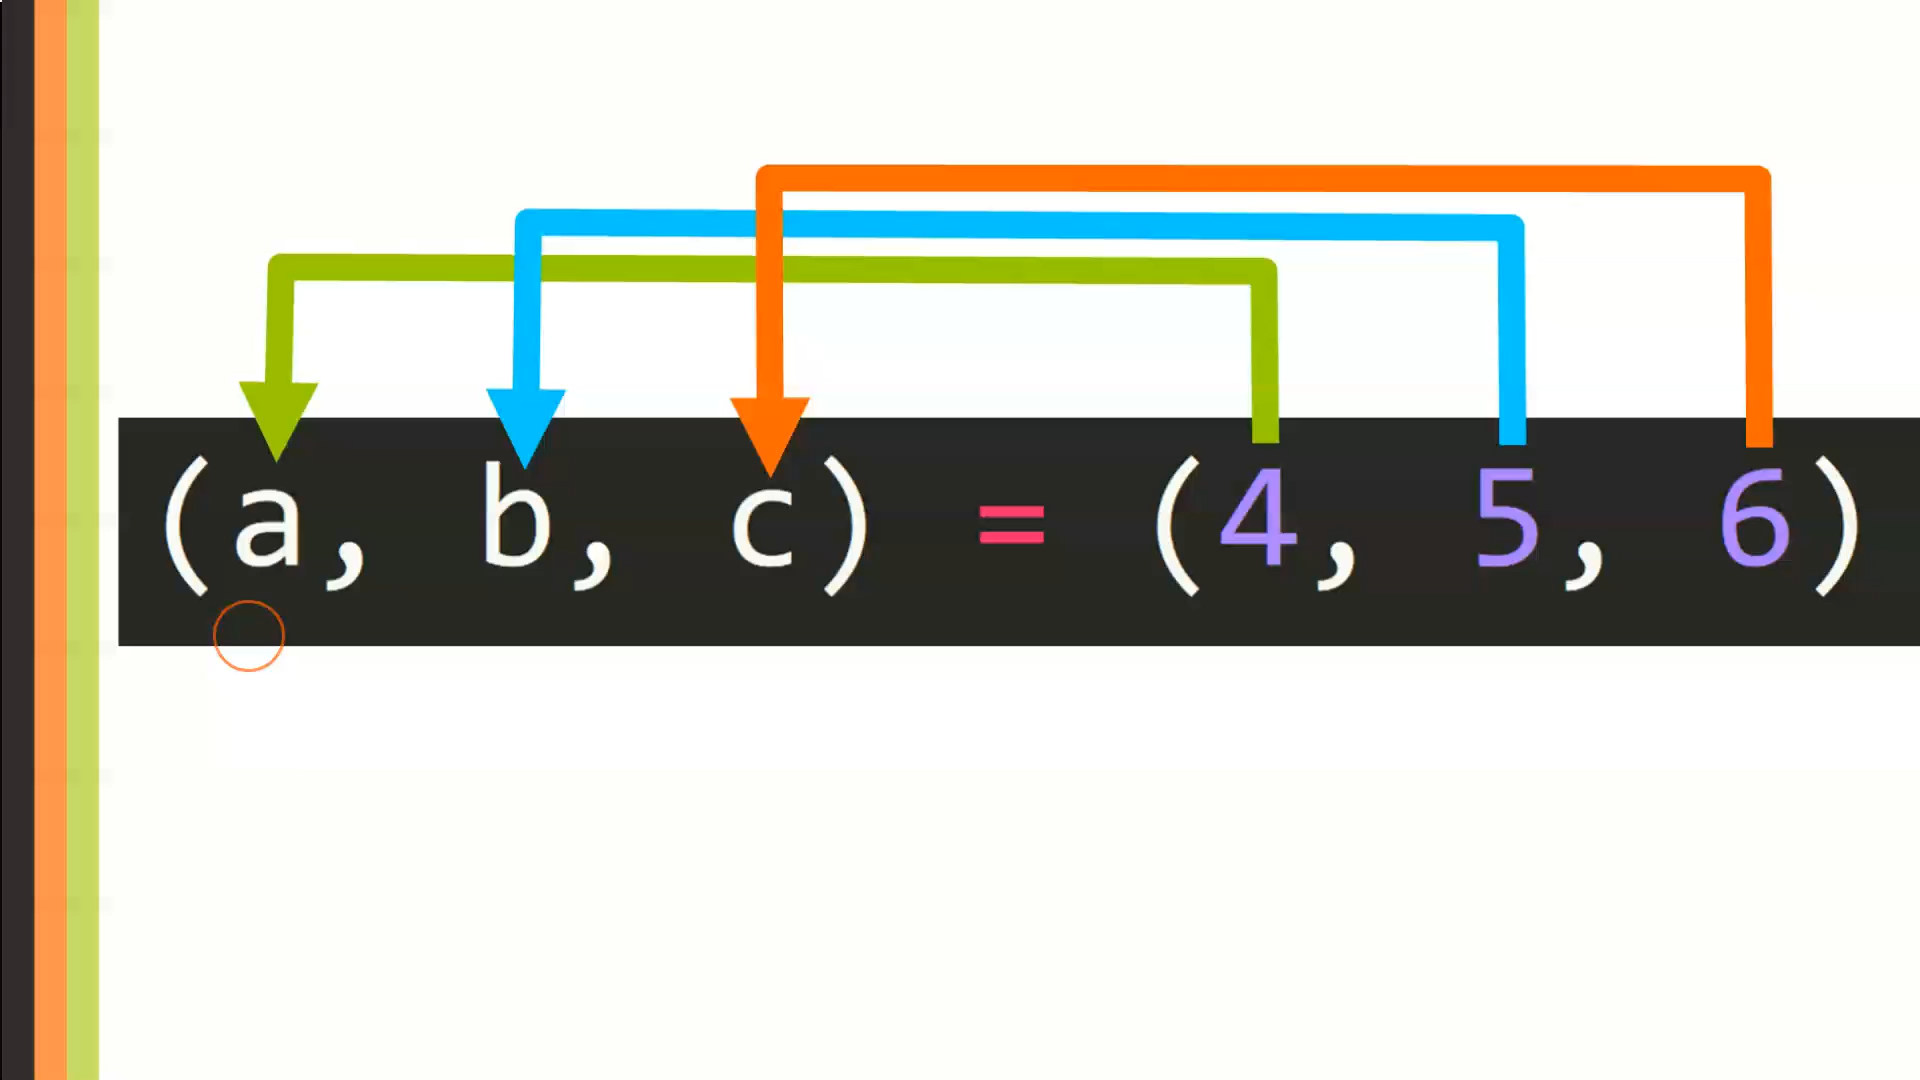 (a, b, c) = (4, 5, 6)